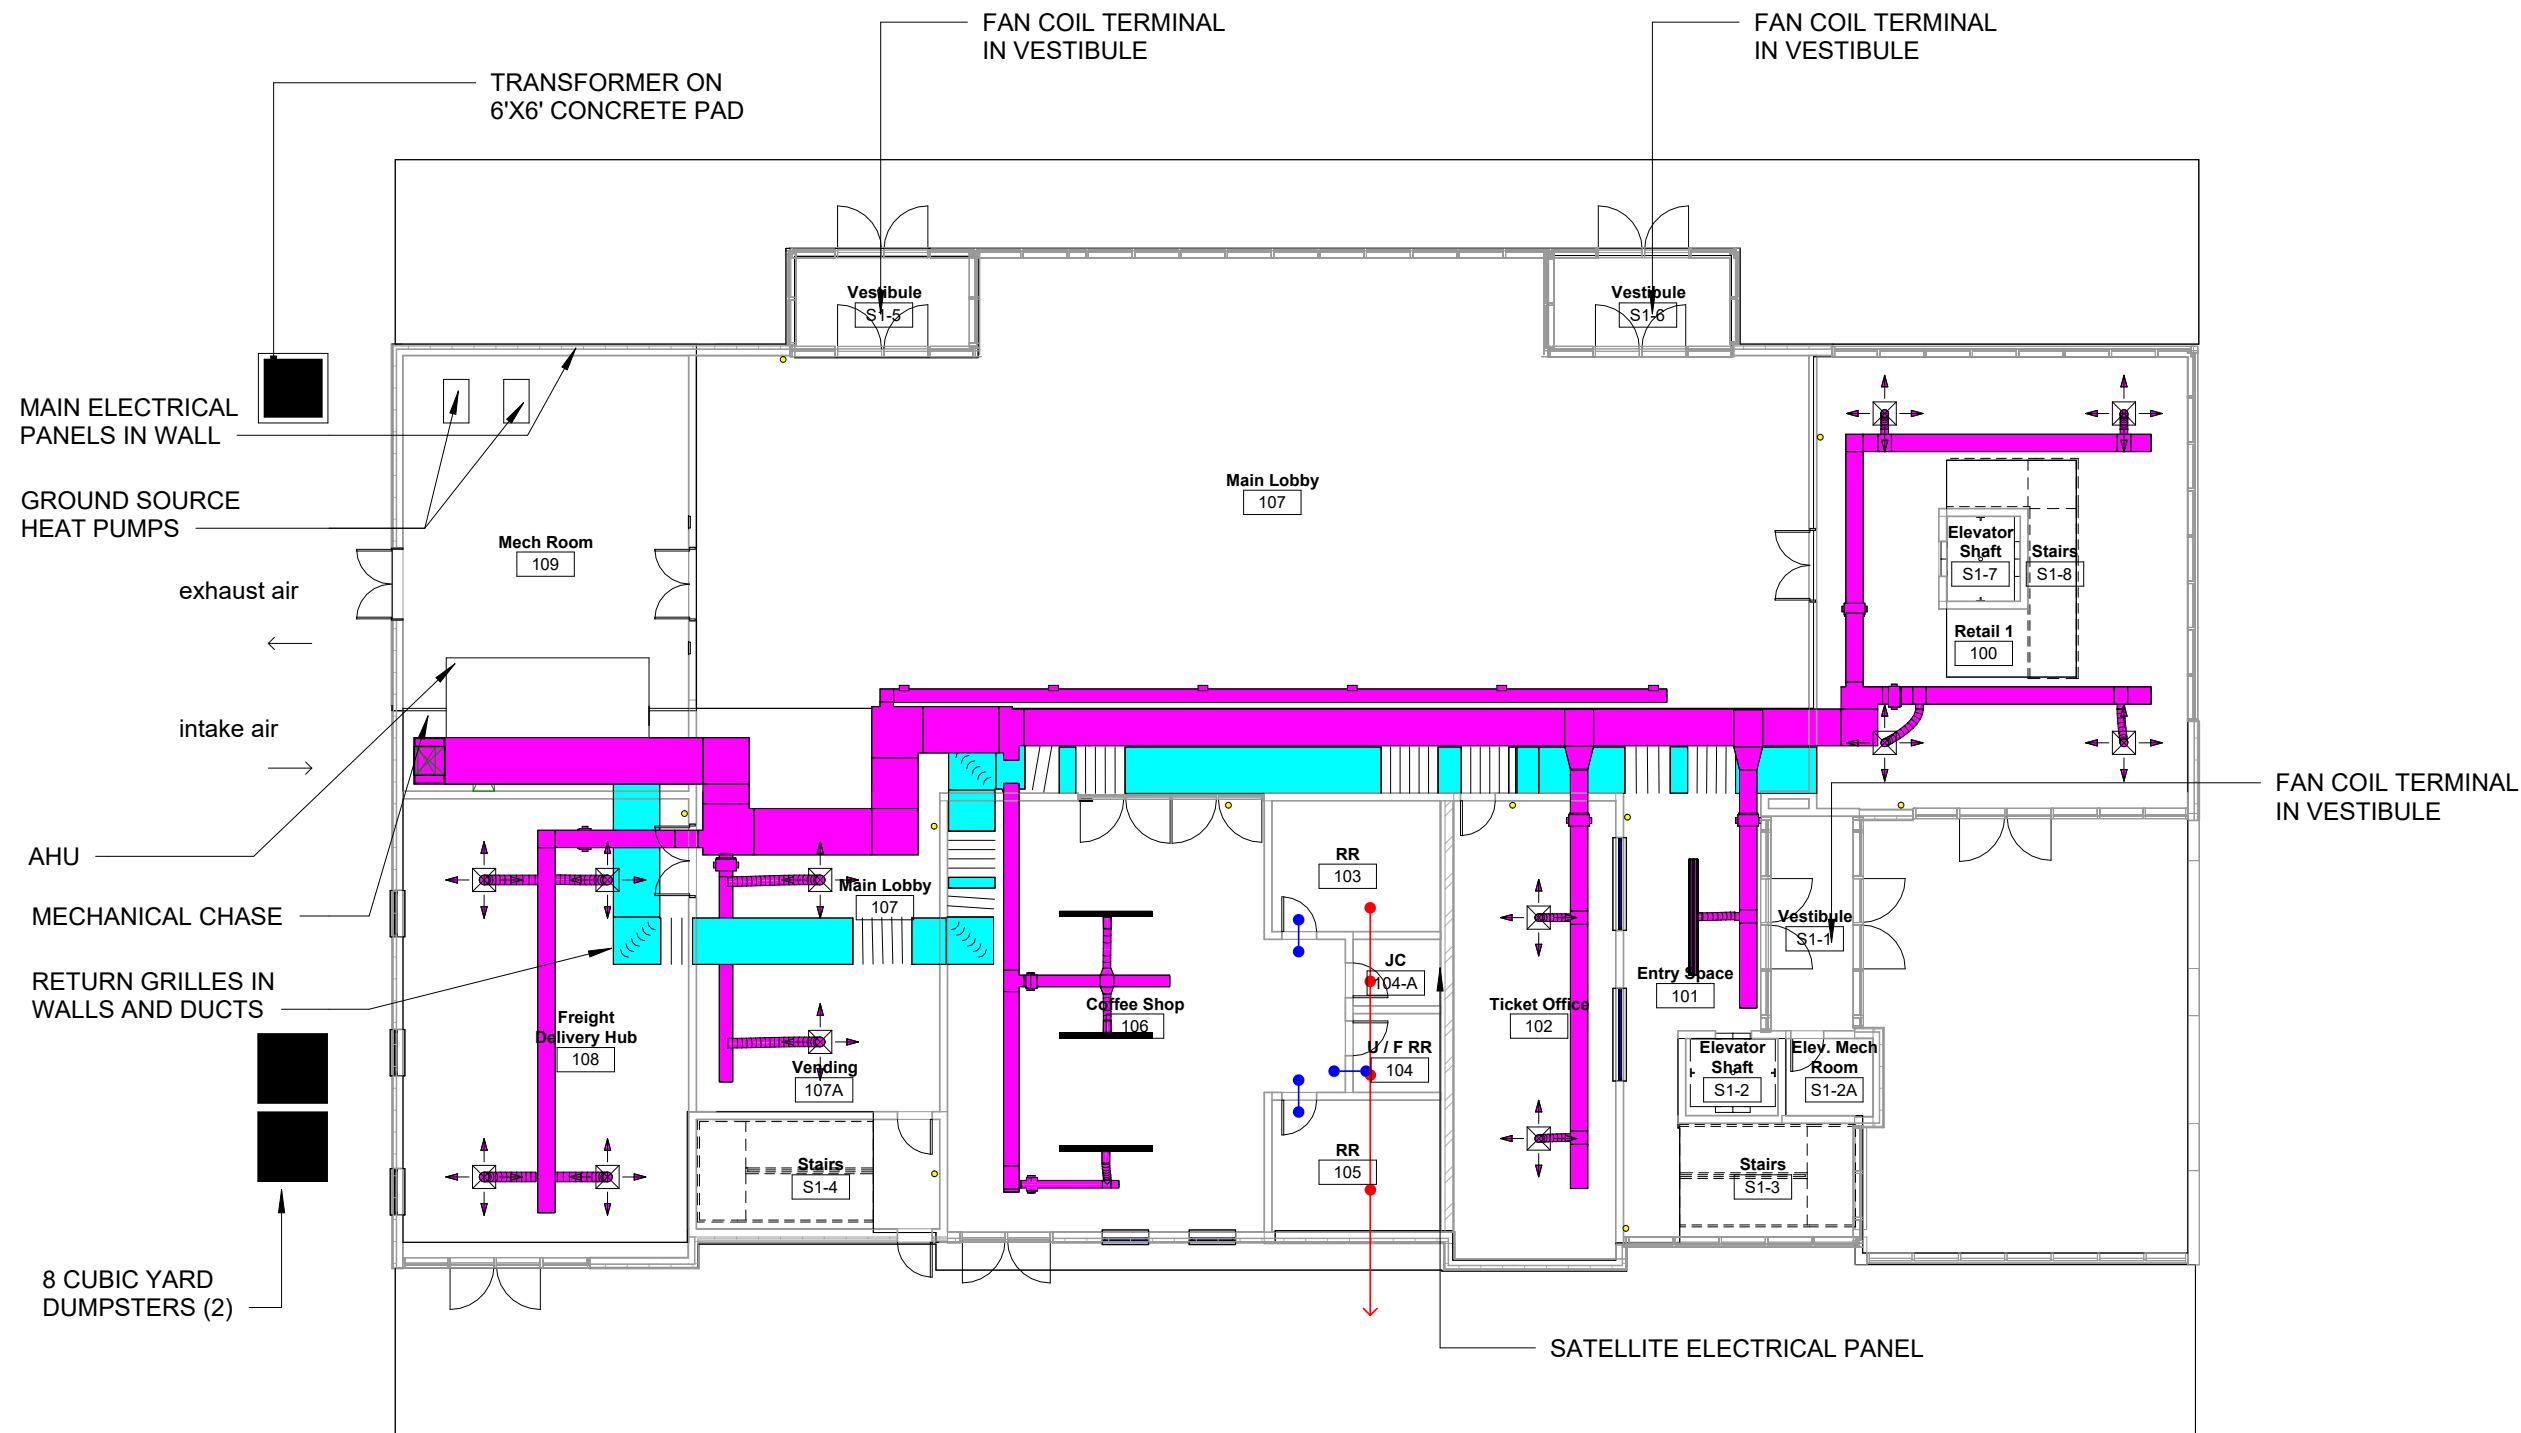 FAN COIL TERMINAL
IN VESTIBULE
FAN COIL TERMINAL
IN VESTIBULE
TRANSFORMER ON
6'X6' CONCRETE PAD
Vestibule
S1-5
Vestibule
S1-6
MAIN ELECTRICAL
PANELS IN WALL
GROUND SOURCE
HEAT PUMPS
Main Lobby
107
Mech Room
109
Elevator
Shaft
S1-7
Stairs
S1-8
exhaust air
Retail 1
100
intake air
FAN COIL TERMINAL
IN VESTIBULE
AHU
RR
103
Main Lobby
107
MECHANICAL CHASE
Vestibule
S1-1
JC
104-A
Entry Space
101
RETURN GRILLES IN
WALLS AND DUCTS
Coffee Shop
106
Ticket Office
102
Freight
Delivery Hub
108
U / F RR
104
Elevator
Shaft
S1-2
Elev. Mech
Room
S1-2A
Vending
107A
RR
105
Stairs
S1-4
Stairs
S1-3
8 CUBIC YARD
DUMPSTERS (2)
SATELLITE ELECTRICAL PANEL